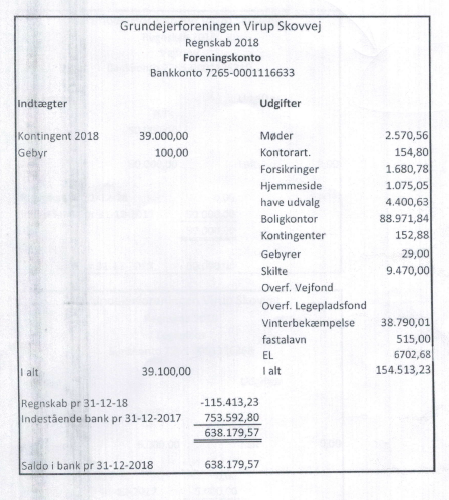 Grundejerforeningen Virup Skovvej
Regnskab 2018
Foreningskonto
Bankkonto 7265-0001116633
Indtægter Udgifter
Kontingent 2018 39.000,00 Møder 2.570,56
Gebyr 100,00 Kontorart. 154,80
Forsikringer 1.680,78
Hjemmeside 1.075,05
have udvalg 4.400,63
Boligkontor 88.971,84
Kontingenter 152,88
Gebyrer 29,00
Skilte 9.470,00
Overf. Vejfond
Overf. Legepladsfond
Vinterbekæmpelse 38.790,01
fastalavn 515,00
EL 6702,68
I alt 39.100,00 I alt 154.513,23
Regnskab pr 31-12-18 -115.413,23
Indestående bank pr 31-12-2017 753.592,80
638.179,57
Saldo i bank pr 31-12-2018 638.179,57